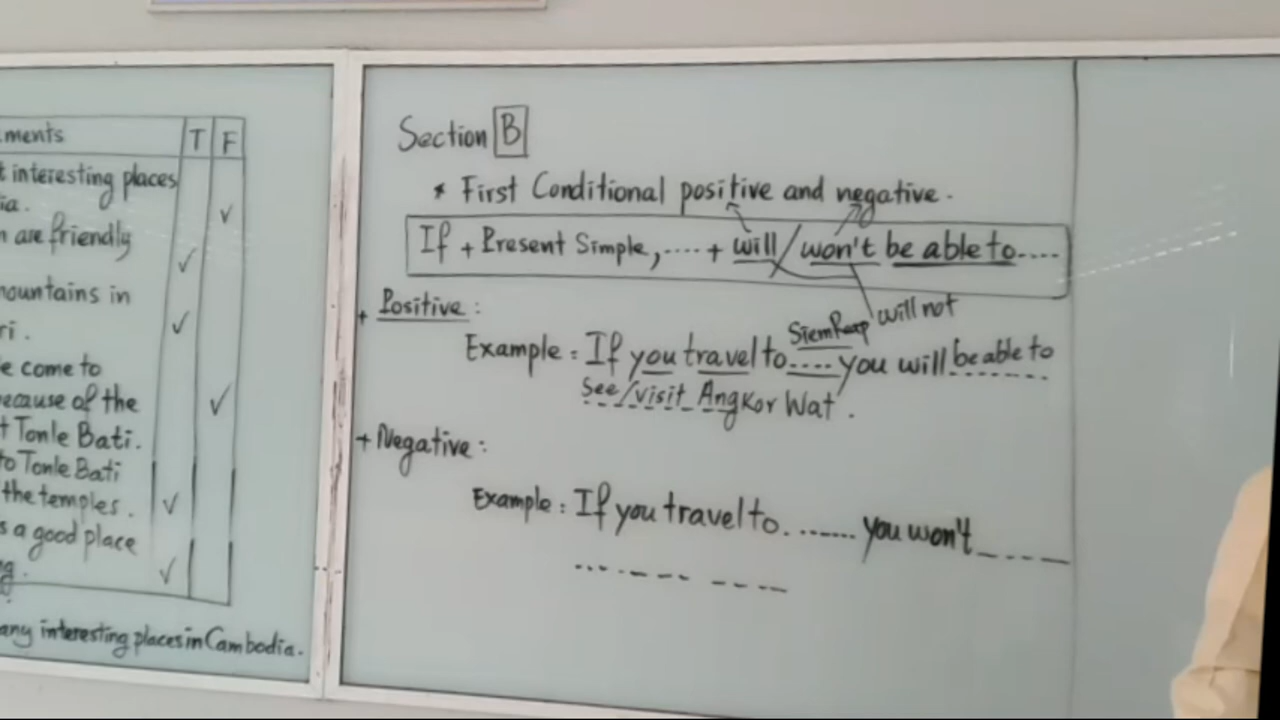 ments T F
t interesting places
ia.
n are friendly
mountains in
ri.
e come to
ecause of the
t Tonle Bati.
to Tonle Bati
the temples.
s a good place
g.
any interesting places in Cambodia.
Section B
* First Conditional positive and negative.
If + Present Simple, .... + will / won't be able to ....
will not
+ Positive :
Siem Reap
Example : If you travel to .... you will be able to
see/visit Angkor Wat .
+ Negative :
Example : If you travel to ....... you won't _ _ _ _